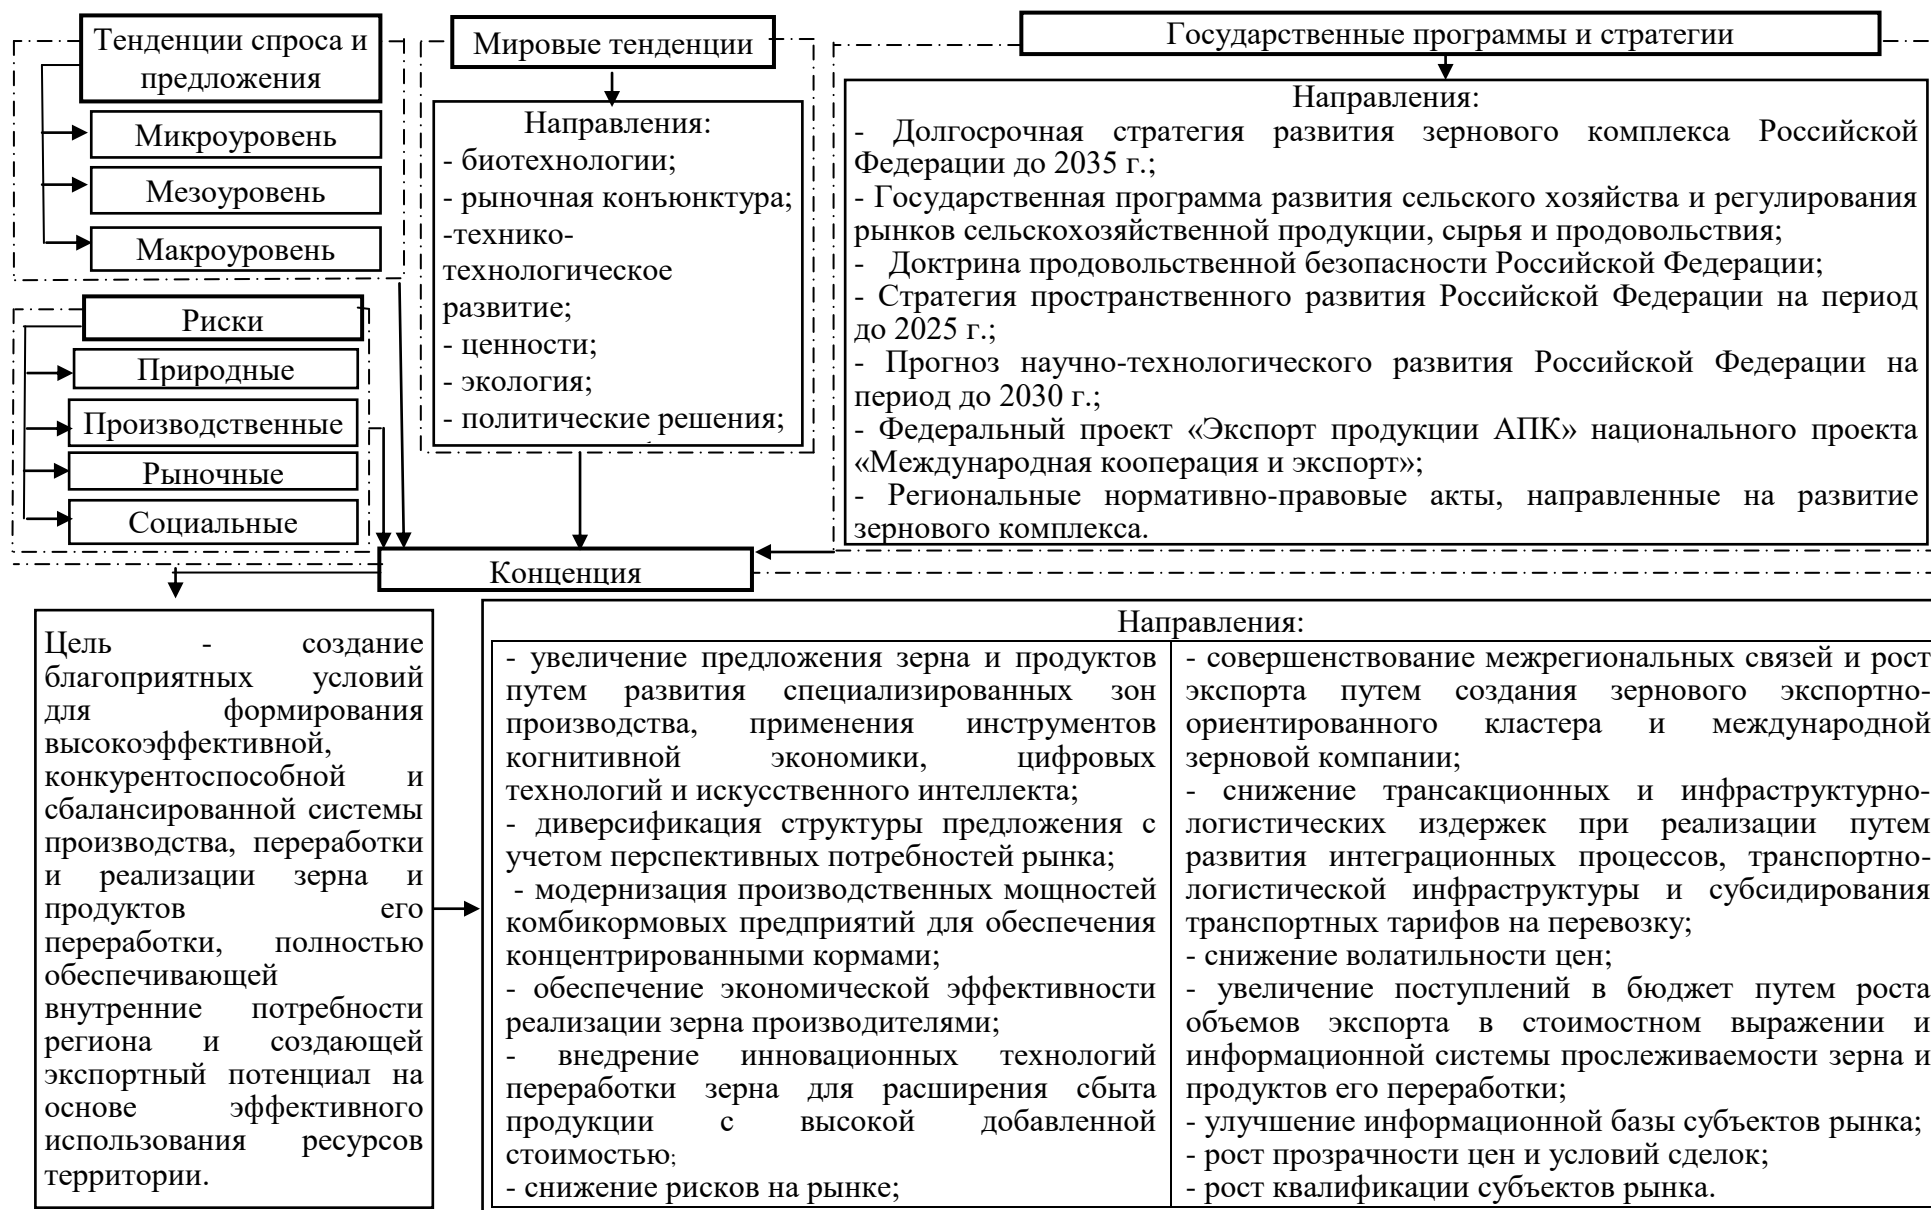 Тенденции спроса и
предложения
Микроуровень
Мезоуровень
Макроуровень
Риски
Природные
Производственные
Рыночные
Социальные
Мировые тенденции
Направления:
- биотехнологии;
- рыночная конъюнктура;
-технико-
технологическое
развитие;
- ценности;
- экология;
- политические решения;
Государственные программы и стратегии
Направления:
- Долгосрочная стратегия развития зернового комплекса Российской
Федерации до 2035 г.;
- Государственная программа развития сельского хозяйства и регулирования
рынков сельскохозяйственной продукции, сырья и продовольствия;
- Доктрина продовольственной безопасности Российской Федерации;
- Стратегия пространственного развития Российской Федерации на период
до 2025 г.;
- Прогноз научно-технологического развития Российской Федерации на
период до 2030 г.;
- Федеральный проект «Экспорт продукции АПК» национального проекта
«Международная кооперация и экспорт»;
- Региональные нормативно-правовые акты, направленные на развитие
зернового комплекса.
Концепция
Цель - создание
благоприятных условий
для формирования
высокоэффективной,
конкурентоспособной и
сбалансированной системы
производства, переработки
и реализации зерна и
продуктов его
переработки, полностью
обеспечивающей
внутренние потребности
региона и создающей
экспортный потенциал на
основе эффективного
использования ресурсов
территории.
Направления:
- увеличение предложения зерна и продуктов
путем развития специализированных зон
производства, применения инструментов
когнитивной экономики, цифровых
технологий и искусственного интеллекта;
- диверсификация структуры предложения с
учетом перспективных потребностей рынка;
- модернизация производственных мощностей
комбикормовых предприятий для обеспечения
концентрированными кормами;
- обеспечение экономической эффективности
реализации зерна производителями;
- внедрение инновационных технологий
переработки зерна для расширения сбыта
продукции с высокой добавленной
стоимостью;
- снижение рисков на рынке;
- совершенствование межрегиональных связей и рост
экспорта путем создания зернового экспортно-
ориентированного кластера и международной
зерновой компании;
- снижение трансакционных и инфраструктурно-
логистических издержек при реализации путем
развития интеграционных процессов, транспортно-
логистической инфраструктуры и субсидирования
транспортных тарифов на перевозку;
- снижение волатильности цен;
- увеличение поступлений в бюджет путем роста
объемов экспорта в стоимостном выражении и
информационной системы прослеживаемости зерна и
продуктов его переработки;
- улучшение информационной базы субъектов рынка;
- рост прозрачности цен и условий сделок;
- рост квалификации субъектов рынка.